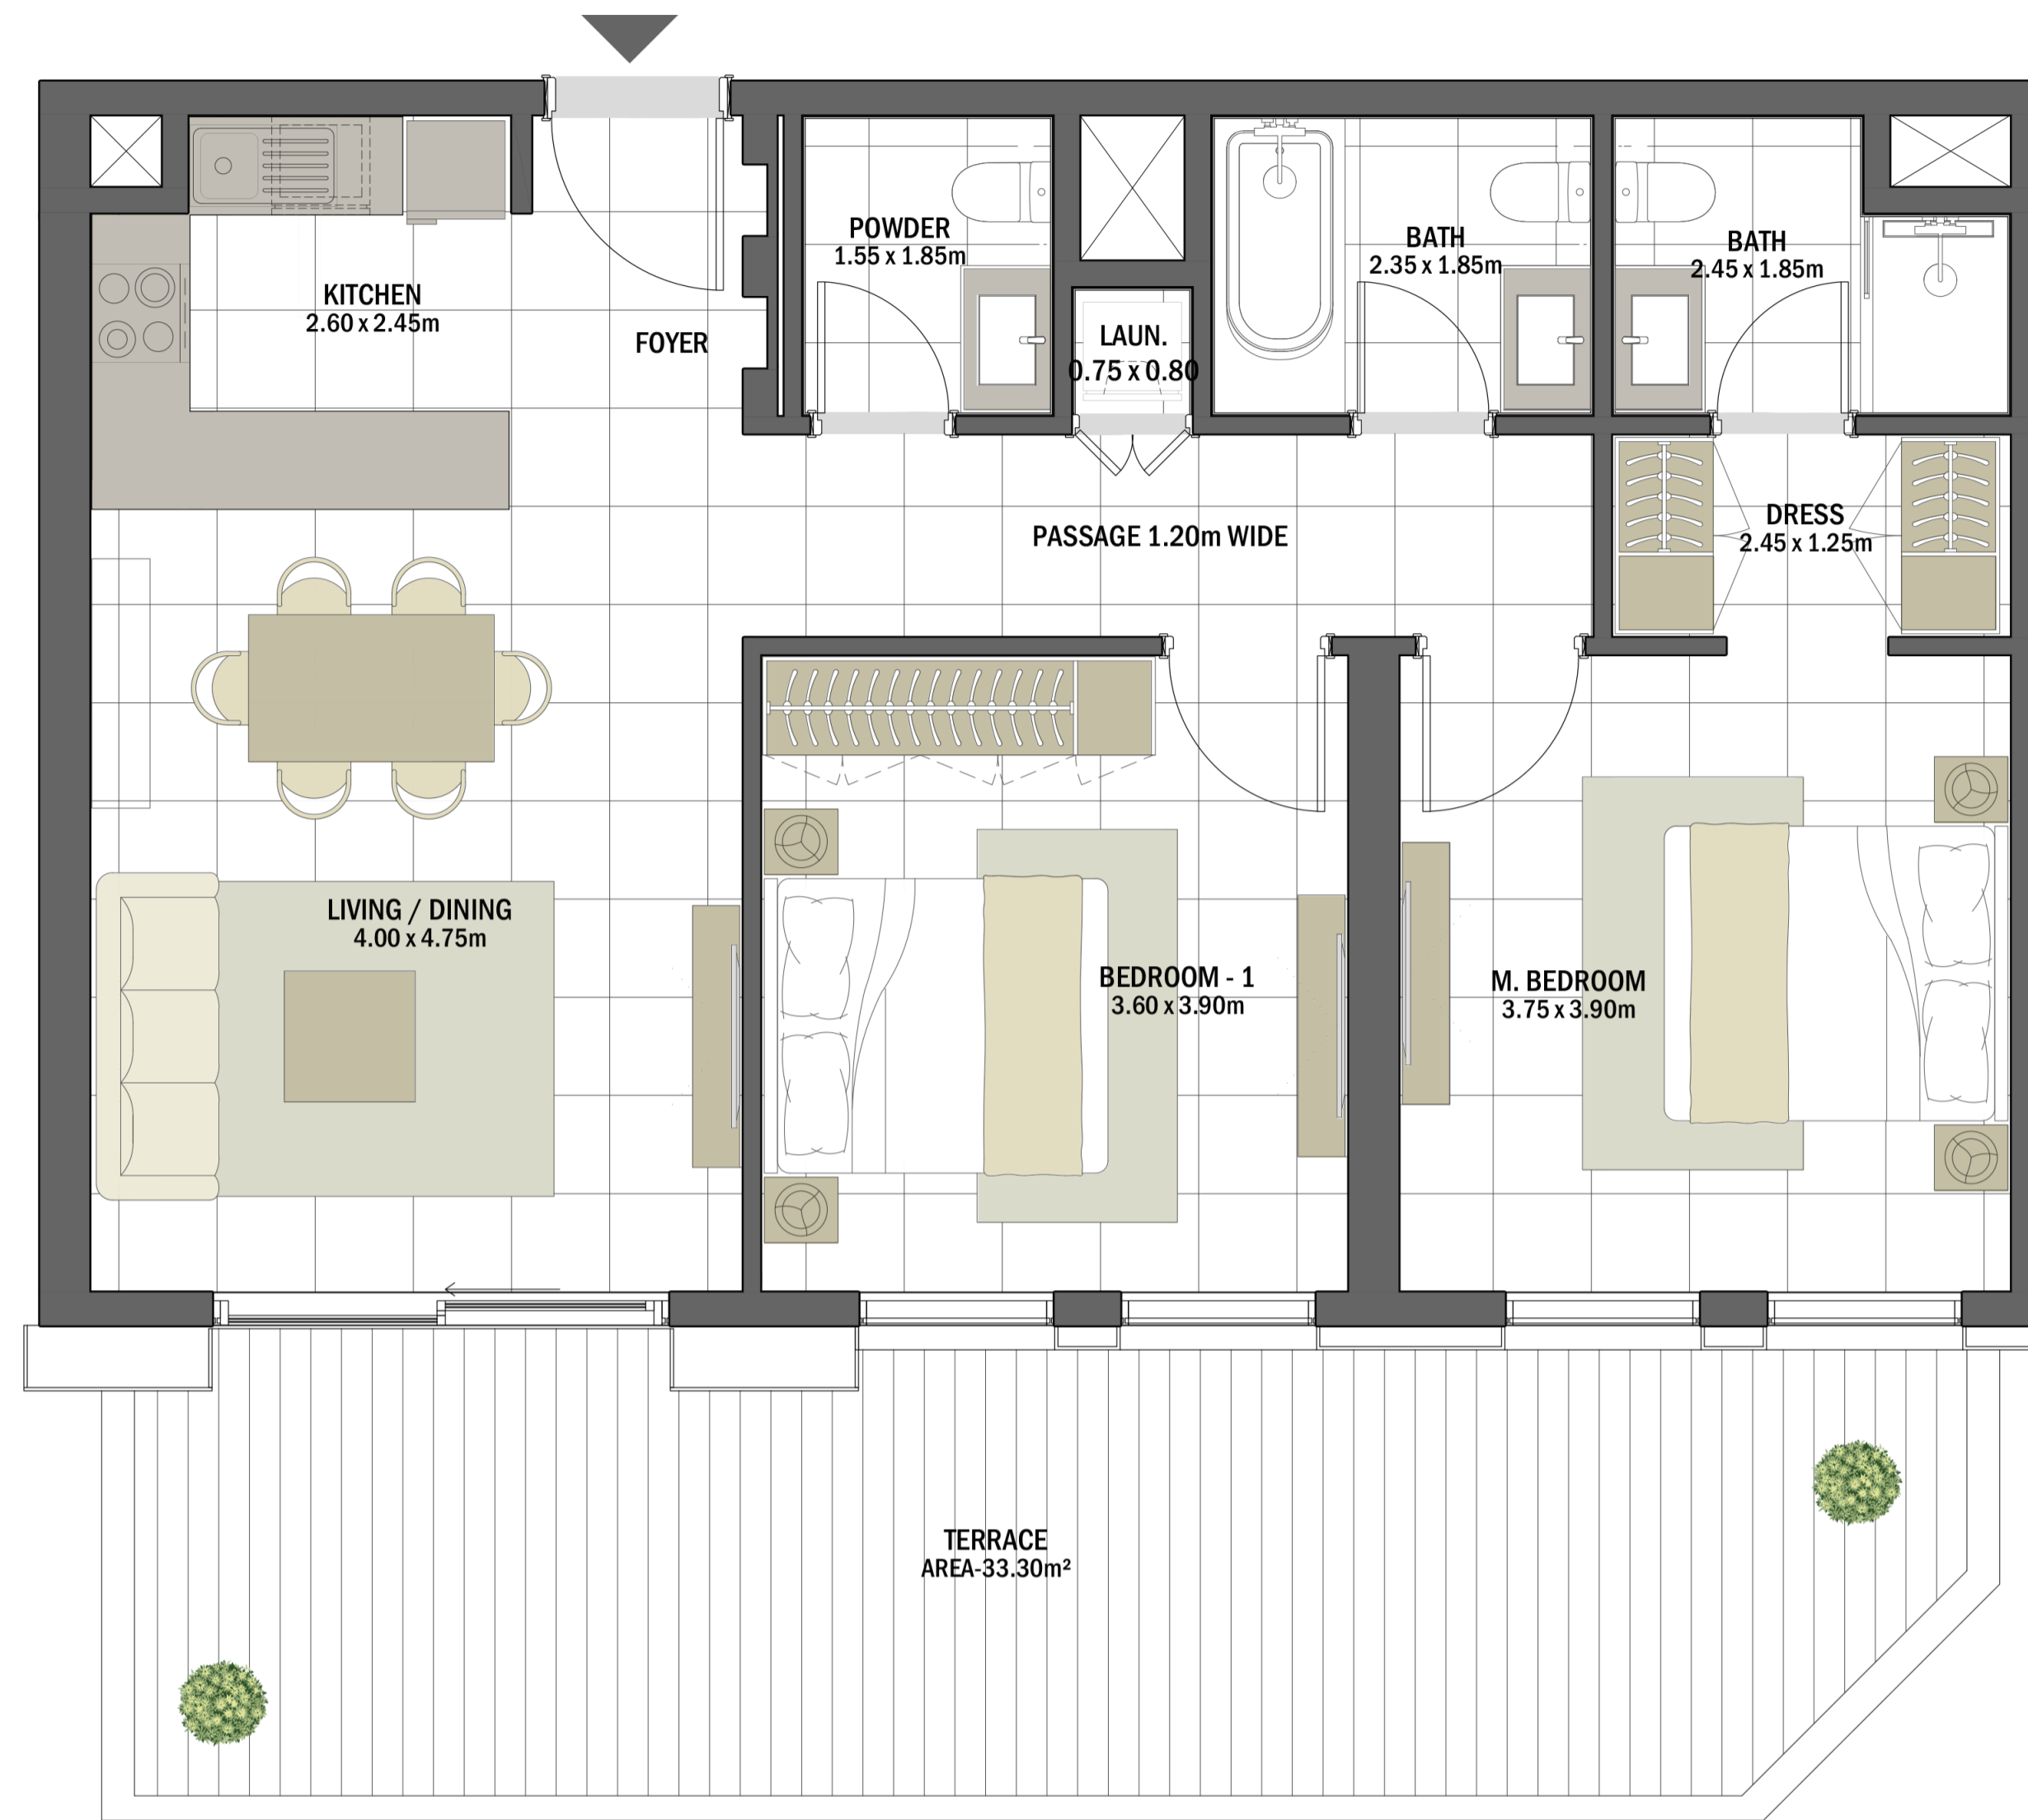 POWDER
1.55 x 1.85m
BATH
2.35 x 1.85m
BATH
2.45 x 1.85m
KITCHEN
2.60 x 2.45m
FOYER
LAUN.
0.75 x 0.80
PASSAGE 1.20m WIDE
DRESS
2.45 x 1.25m
LIVING / DINING
4.00 x 4.75m
BEDROOM - 1
3.60 x 3.90m
M. BEDROOM
3.75 x 3.90m
TERRACE
AREA-33.30m²